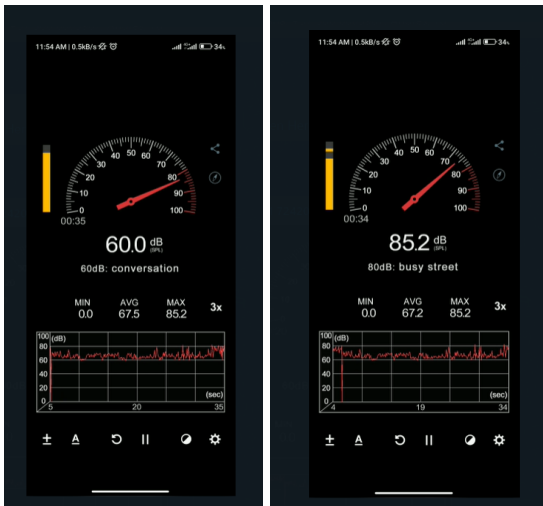 11:54 AM | 0.5kB/s
34
0
10
20
30
40
50
60
70
80
90
100
00:35
60.0 dB
(SPL)
60dB: conversation
MIN AVG MAX
0.0 67.5 85.2
3x
100 (dB)
80
60
40
20
0
(sec)
5 20 35
± A
11:54 AM | 0.5kB/s
34
0
10
20
30
40
50
60
70
80
90
100
00:34
85.2 dB
(SPL)
80dB: busy street
MIN AVG MAX
0.0 67.2 85.2
3x
100 (dB)
80
60
40
20
0
(sec)
4 19 34
± A